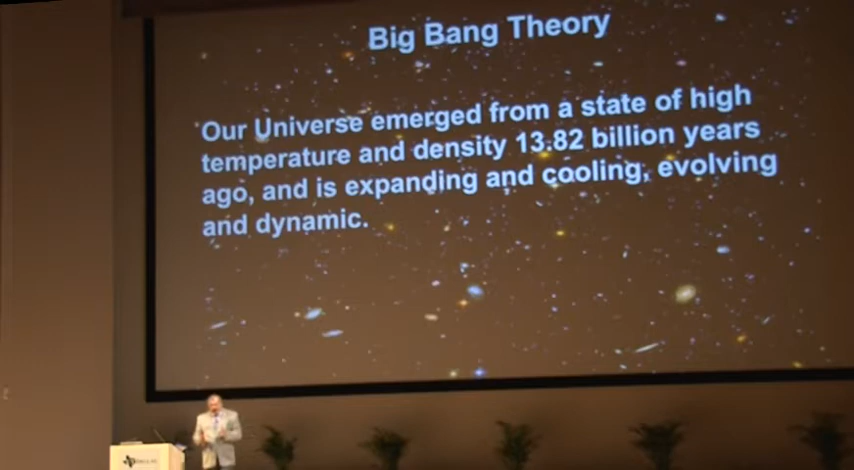 Big Bang Theory
Our Universe emerged from a state of high
temperature and density 13.82 billion years
ago, and is expanding and cooling, evolving
and dynamic.